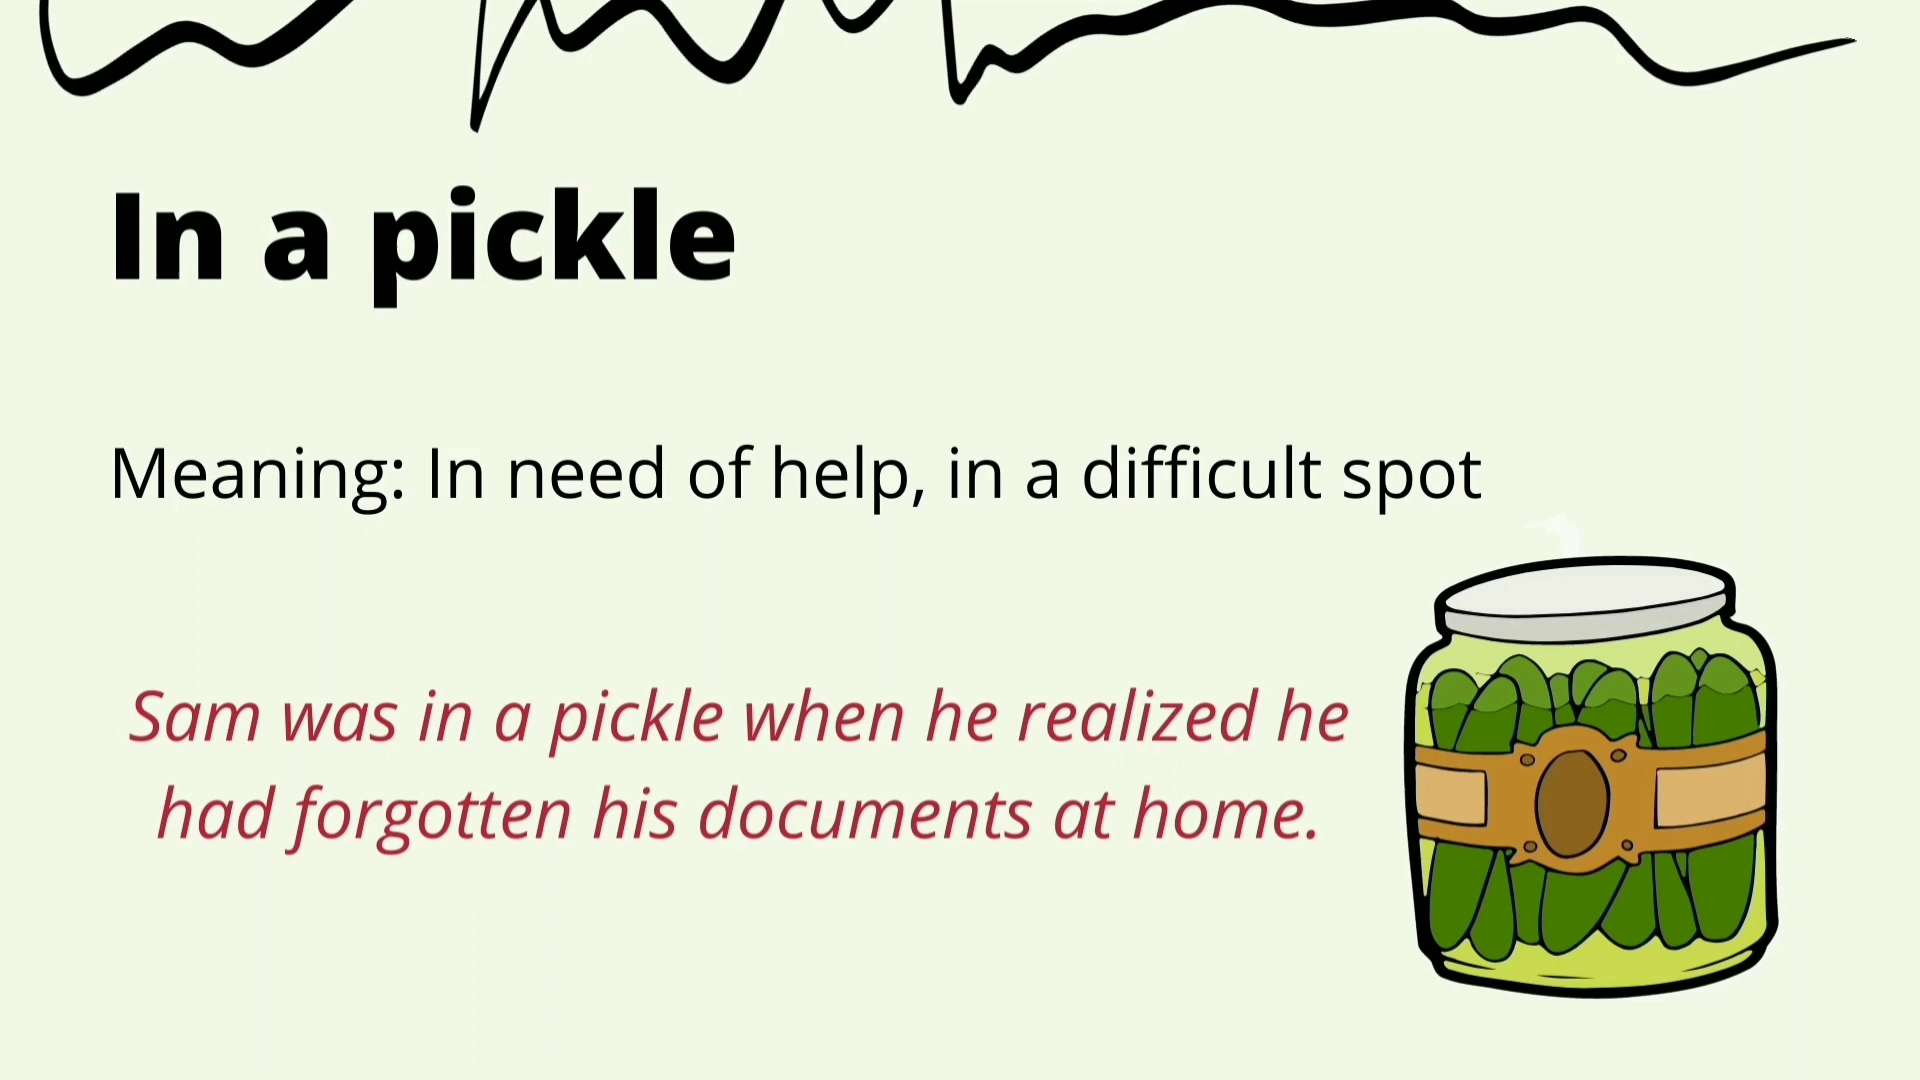 In a pickle
Meaning: In need of help, in a difficult spot
Sam was in a pickle when he realized he
had forgotten his documents at home.